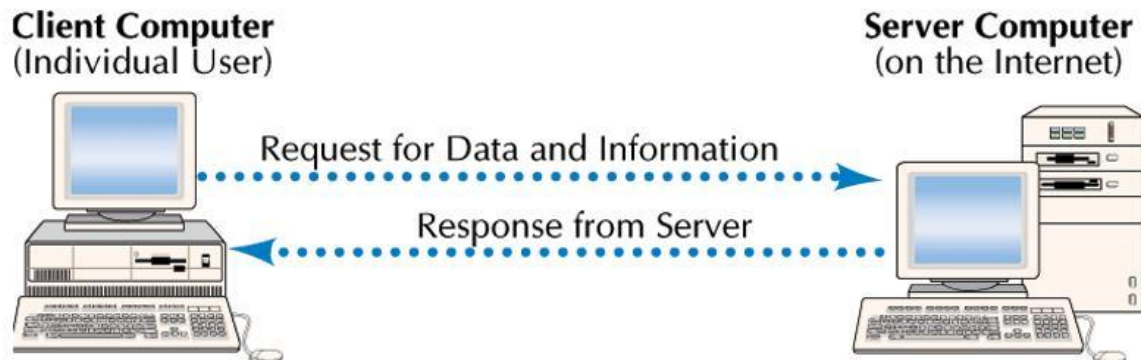 Client Computer
(Individual User)
Server Computer
(on the Internet)
Request for Data and Information
Response from Server